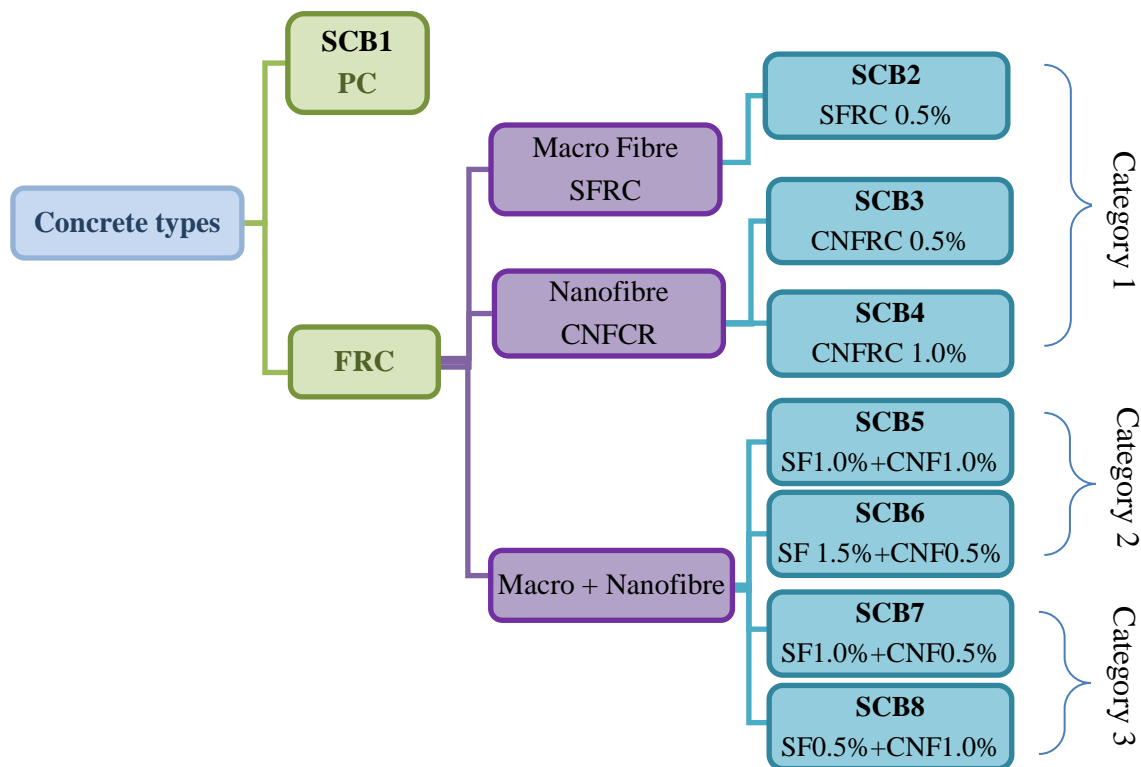 Concrete types
SCB1
PC
FRC
Macro Fibre
SFRC
Nanofibre
CNFCR
Macro + Nanofibre
SCB2
SFRC 0.5%
SCB3
CNFRC 0.5%
SCB4
CNFRC 1.0%
SCB5
SF1.0%+CNF1.0%
SCB6
SF 1.5%+CNF0.5%
SCB7
SF1.0%+CNF0.5%
SCB8
SF0.5%+CNF1.0%
Category 1
Category 2
Category 3